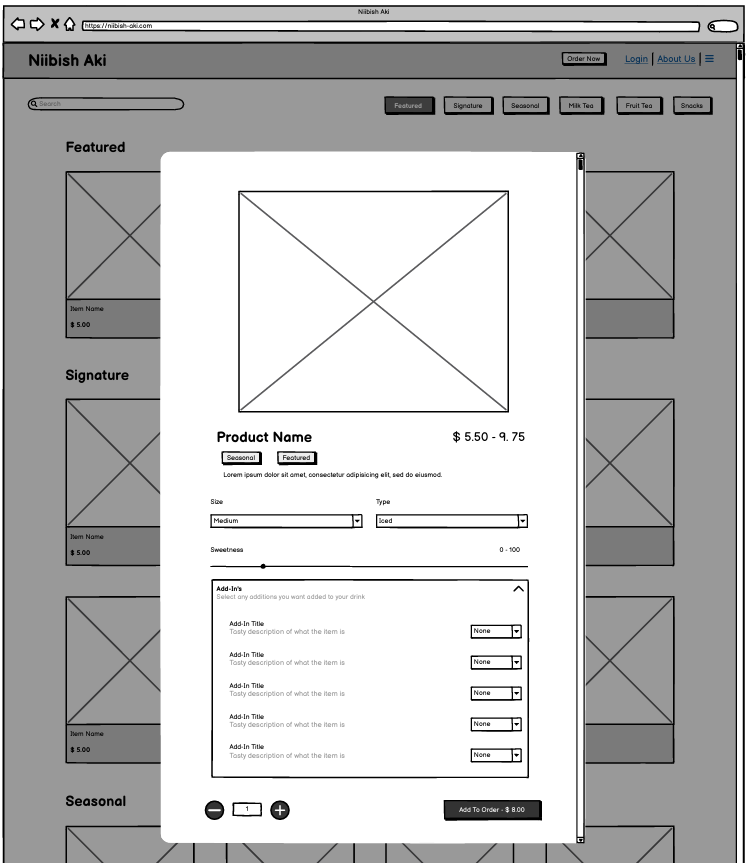 Niibish Aki
https://niibish-aki.com
Niibish Aki
Order Now
Login
About Us
Search
Featured
Signature
Seasonal
Milk Tea
Fruit Tea
Snacks
Featured
Item Name
$ 5.00
Signature
Item Name
$ 5.00
Item Name
$ 5.00
Seasonal
Product Name
$ 5.50 - 9. 75
Seasonal
Featured
Lorem ipsum dolor sit amet, consectetur adipisicing elit, sed do eiusmod.
Size
Type
Medium
Iced
Sweetness
0 - 100
Add-In's
Select any additions you want added to your drink
Add-In Title
Tasty description of what the item is
None
Add-In Title
Tasty description of what the item is
None
Add-In Title
Tasty description of what the item is
None
Add-In Title
Tasty description of what the item is
None
Add-In Title
Tasty description of what the item is
None
1
Add To Order - $ 8.00